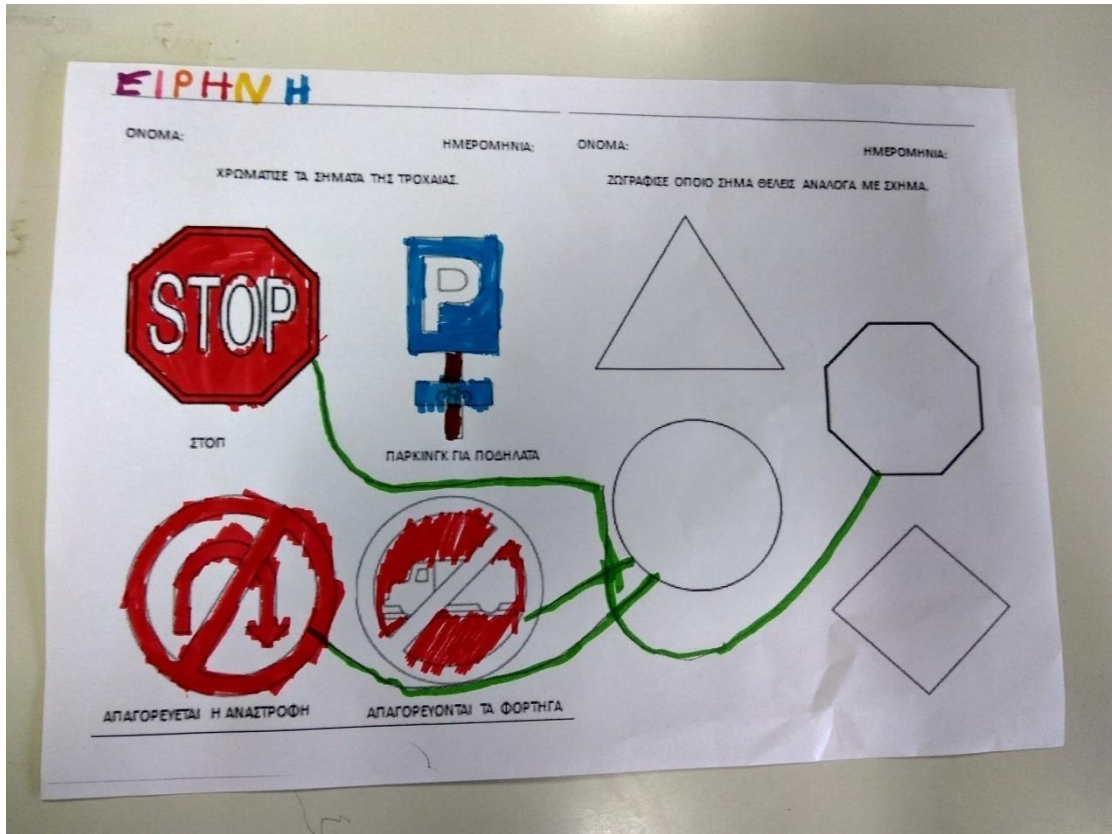 ΕΙΡΗΝΗ
ΟΝΟΜΑ:
ΗΜΕΡΟΜΗΝΙΑ:
ΧΡΩΜΑΤΙΣΕ ΤΑ ΣΗΜΑΤΑ ΤΗΣ ΤΡΟΧΑΙΑΣ.
STOP
P
ΣΤΟΠ
ΠΑΡΚΙΝΓΚ ΓΙΑ ΠΟΔΗΛΑΤΑ
ΑΠΑΓΟΡΕΥΕΤΑΙ Η ΑΝΑΣΤΡΟΦΗ
ΑΠΑΓΟΡΕΥΟΝΤΑΙ ΤΑ ΦΟΡΤΗΓΑ
ΟΝΟΜΑ:
ΗΜΕΡΟΜΗΝΙΑ:
ΖΩΓΡΑΦΙΣΕ ΟΠΟΙΟ ΣΗΜΑ ΘΕΛΕΙΣ ΑΝΑΛΟΓΑ ΜΕ ΣΧΗΜΑ.